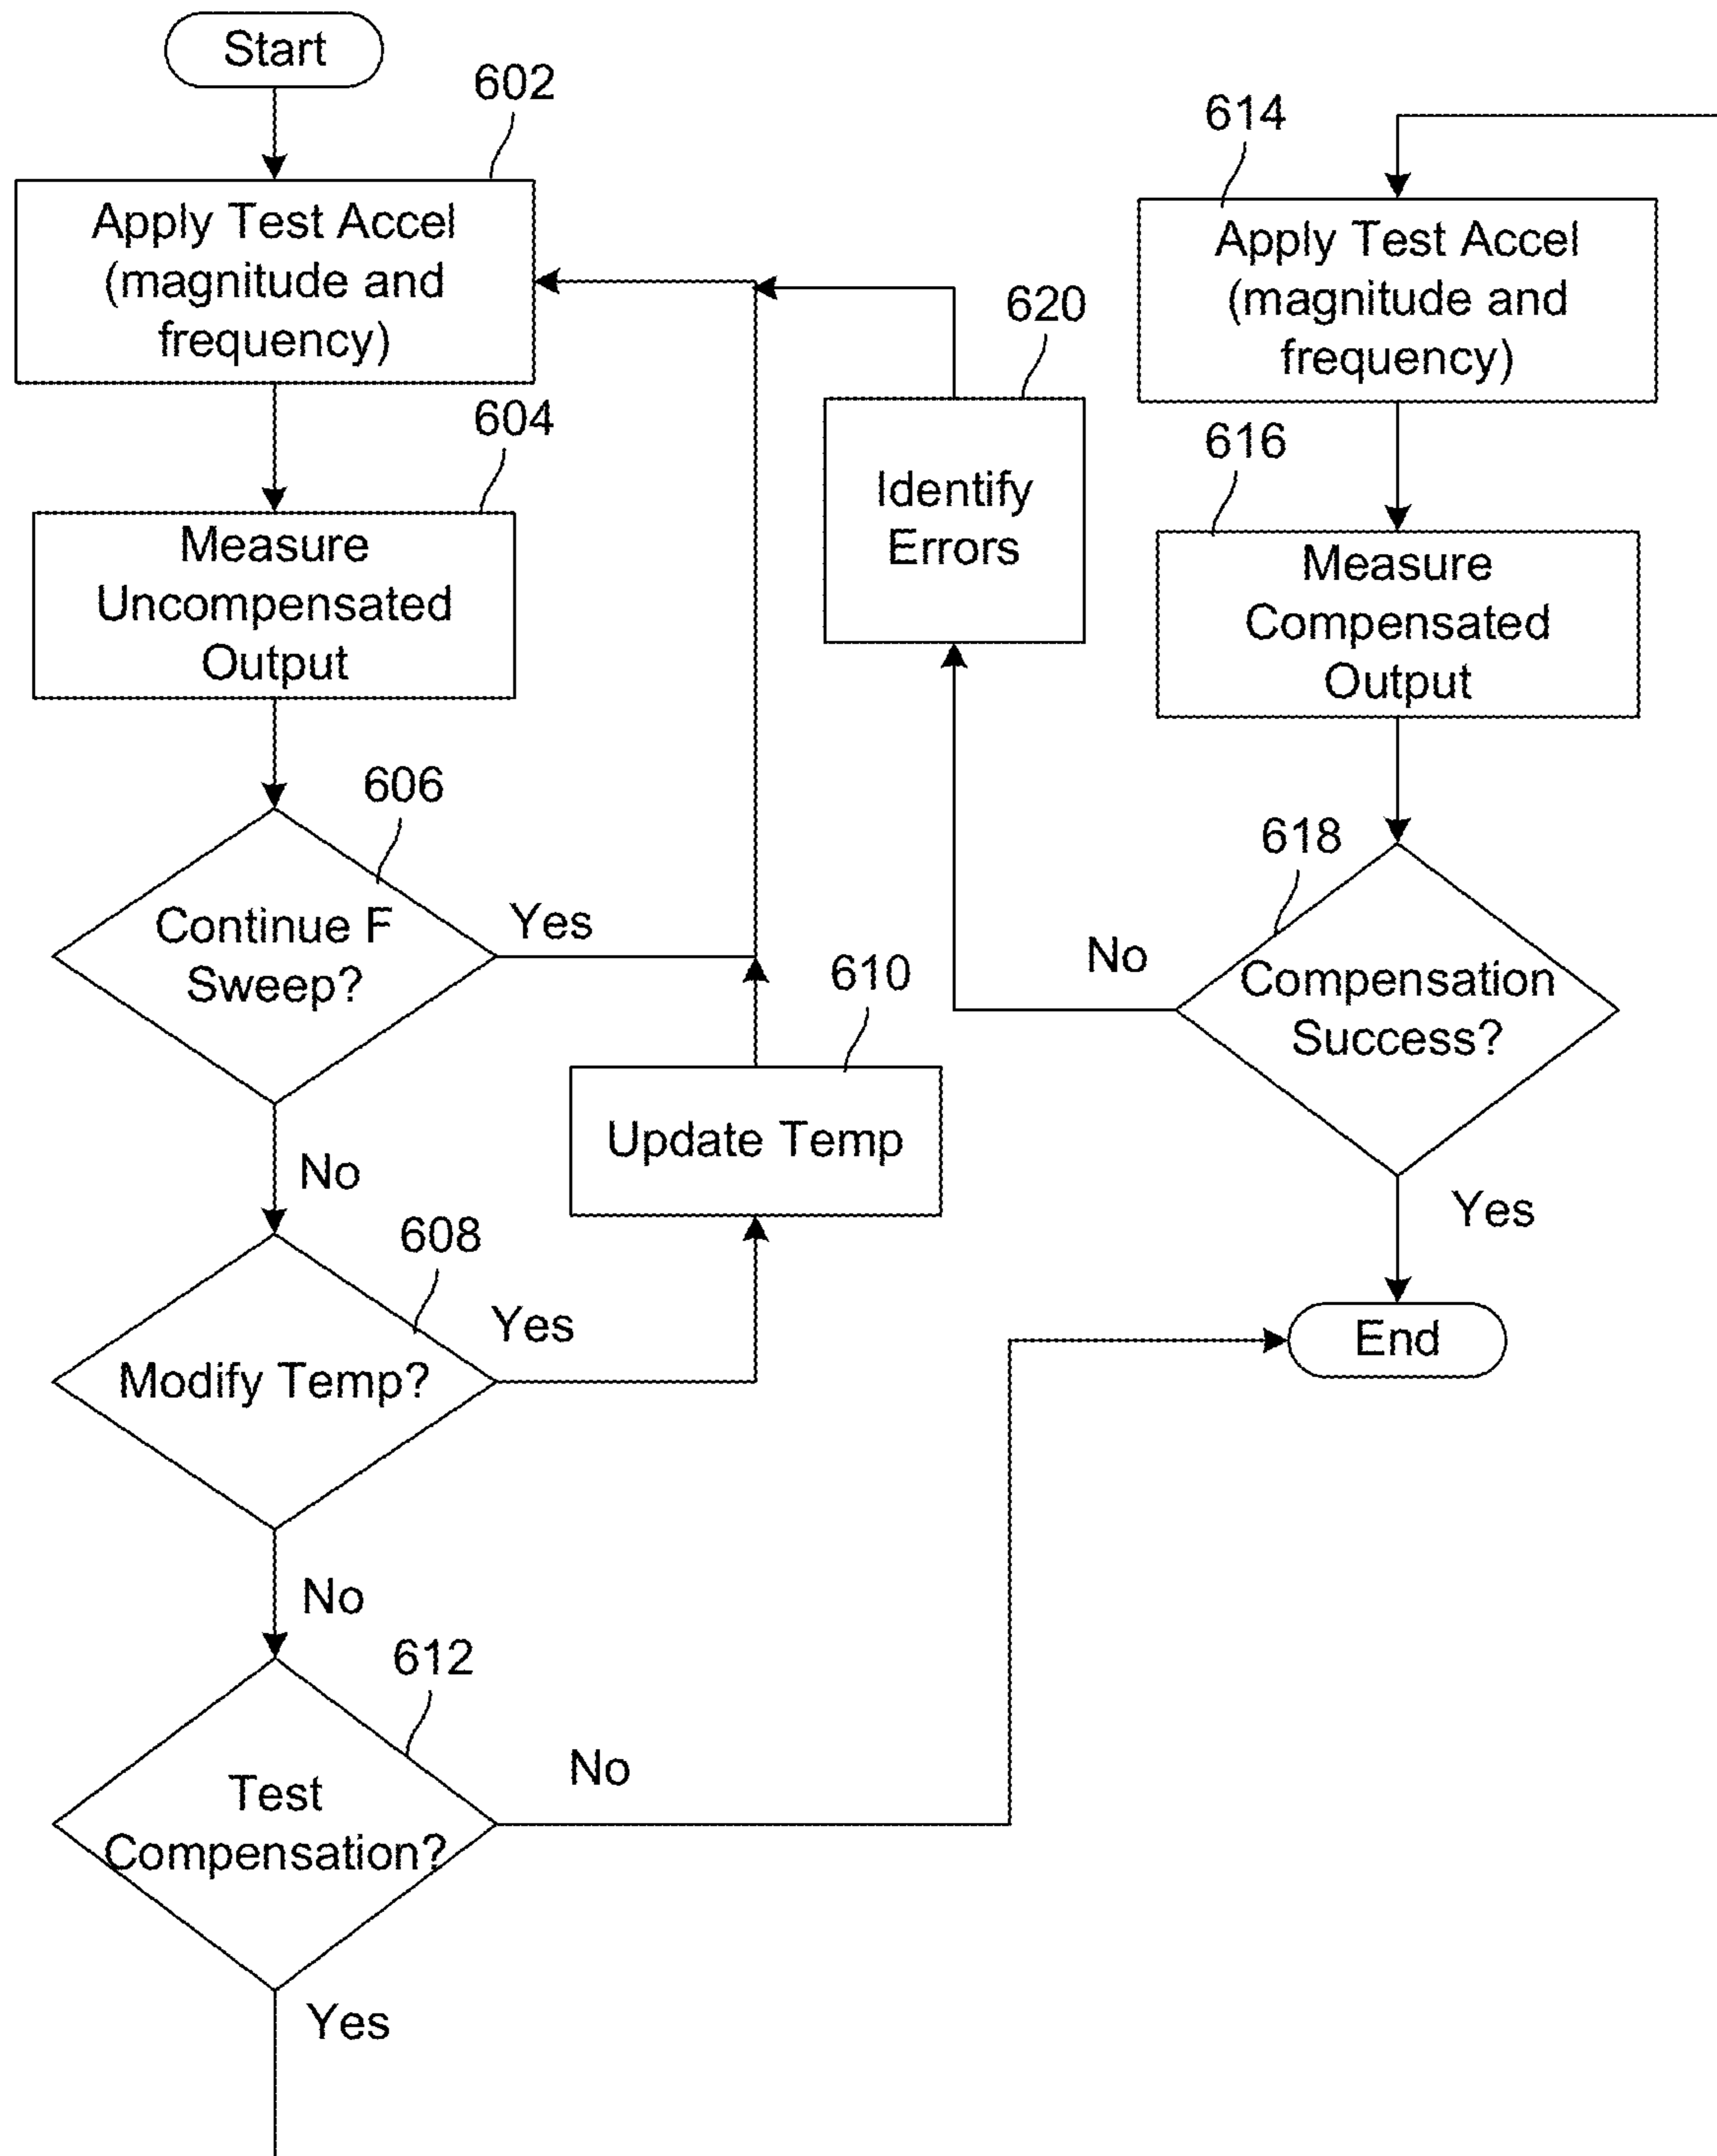 Start
602
Apply Test Accel
(magnitude and
frequency)
604
Measure
Uncompensated
Output
606
Continue F
Sweep?
Yes
No
608
Modify Temp?
Yes
610
Update Temp
No
612
Test
Compensation?
No
Yes
614
Apply Test Accel
(magnitude and
frequency)
616
Measure
Compensated
Output
618
Compensation
Success?
No
620
Identify
Errors
Yes
End